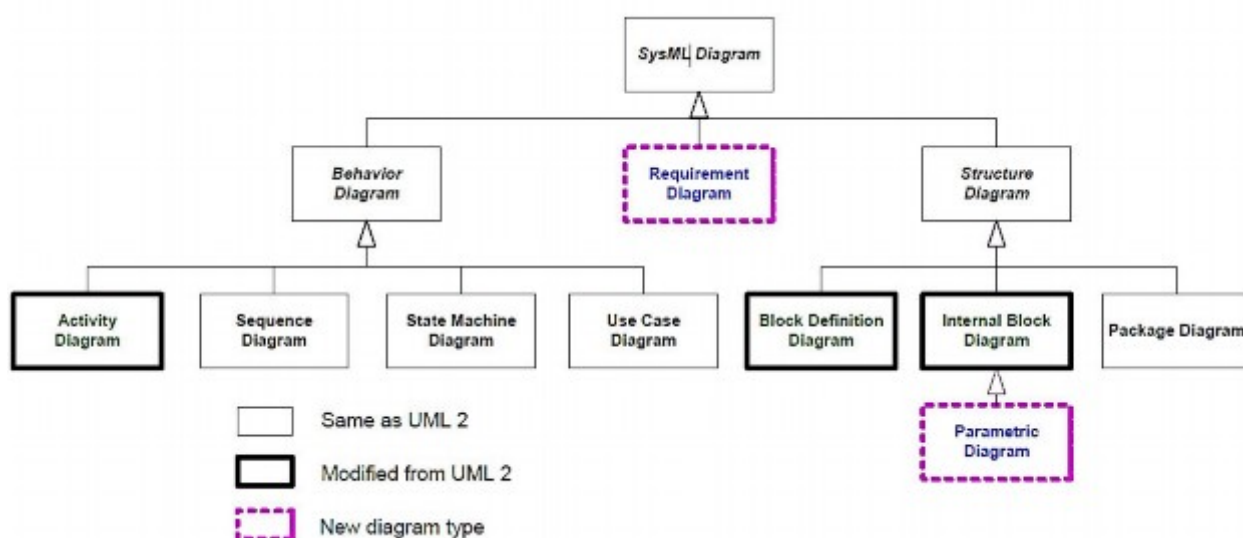 SysML Diagram
Behavior
Diagram
Requirement
Diagram
Structure
Diagram
Activity
Diagram
Sequence
Diagram
State Machine
Diagram
Use Case
Diagram
Block Definition
Diagram
Internal Block
Diagram
Package Diagram
Parametric
Diagram
Same as UML 2
Modified from UML 2
New diagram type